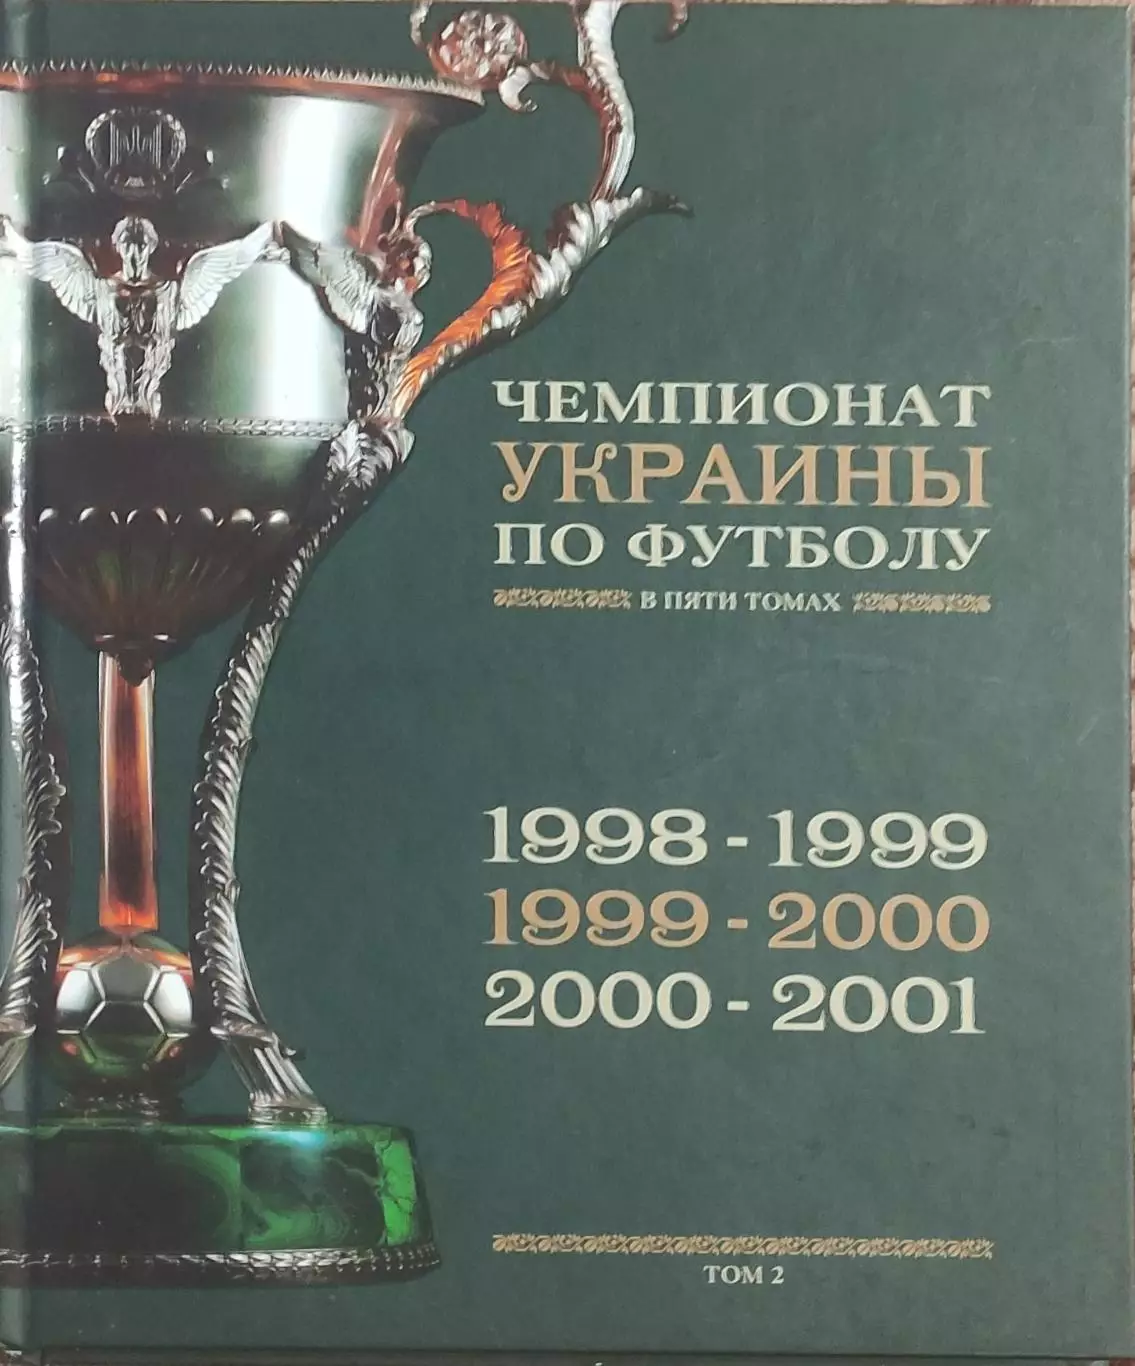 ЧЕМПИОНАТ
УКРАИНЫ
ПО ФУТБОЛУ
В ПЯТИ ТОМАХ
1998 - 1999
1999 - 2000
2000 - 2001
ТОМ 2